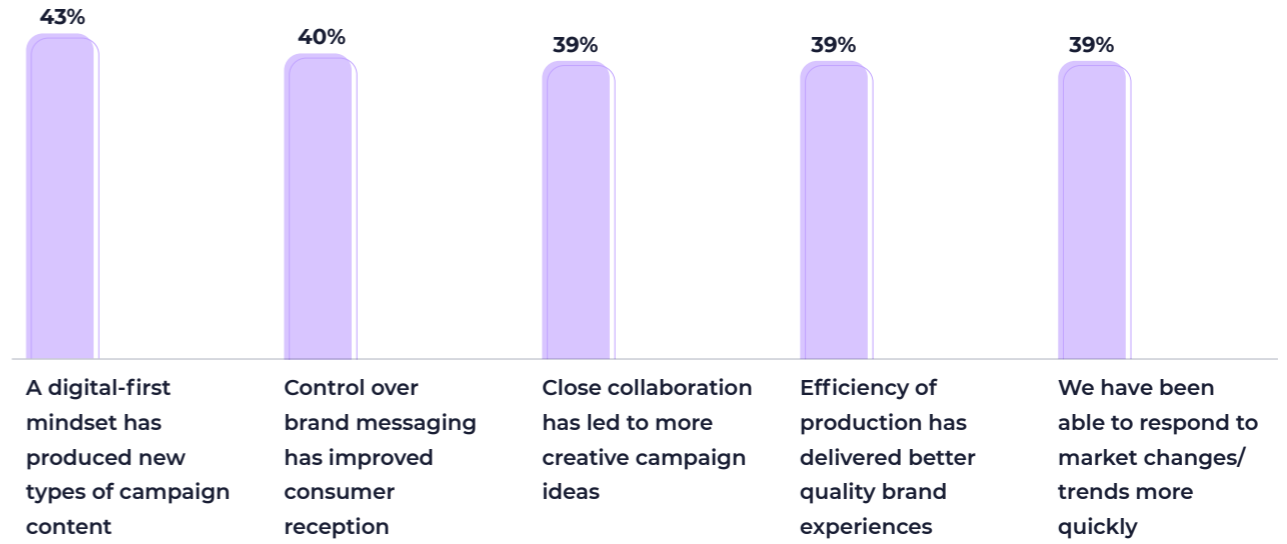 43%
40%
39%
39%
39%
A digital-first
mindset has
produced new
types of campaign
content
Control over
brand messaging
has improved
consumer
reception
Close collaboration
has led to more
creative campaign
ideas
Efficiency of
production has
delivered better
quality brand
experiences
We have been
able to respond to
market changes/
trends more
quickly